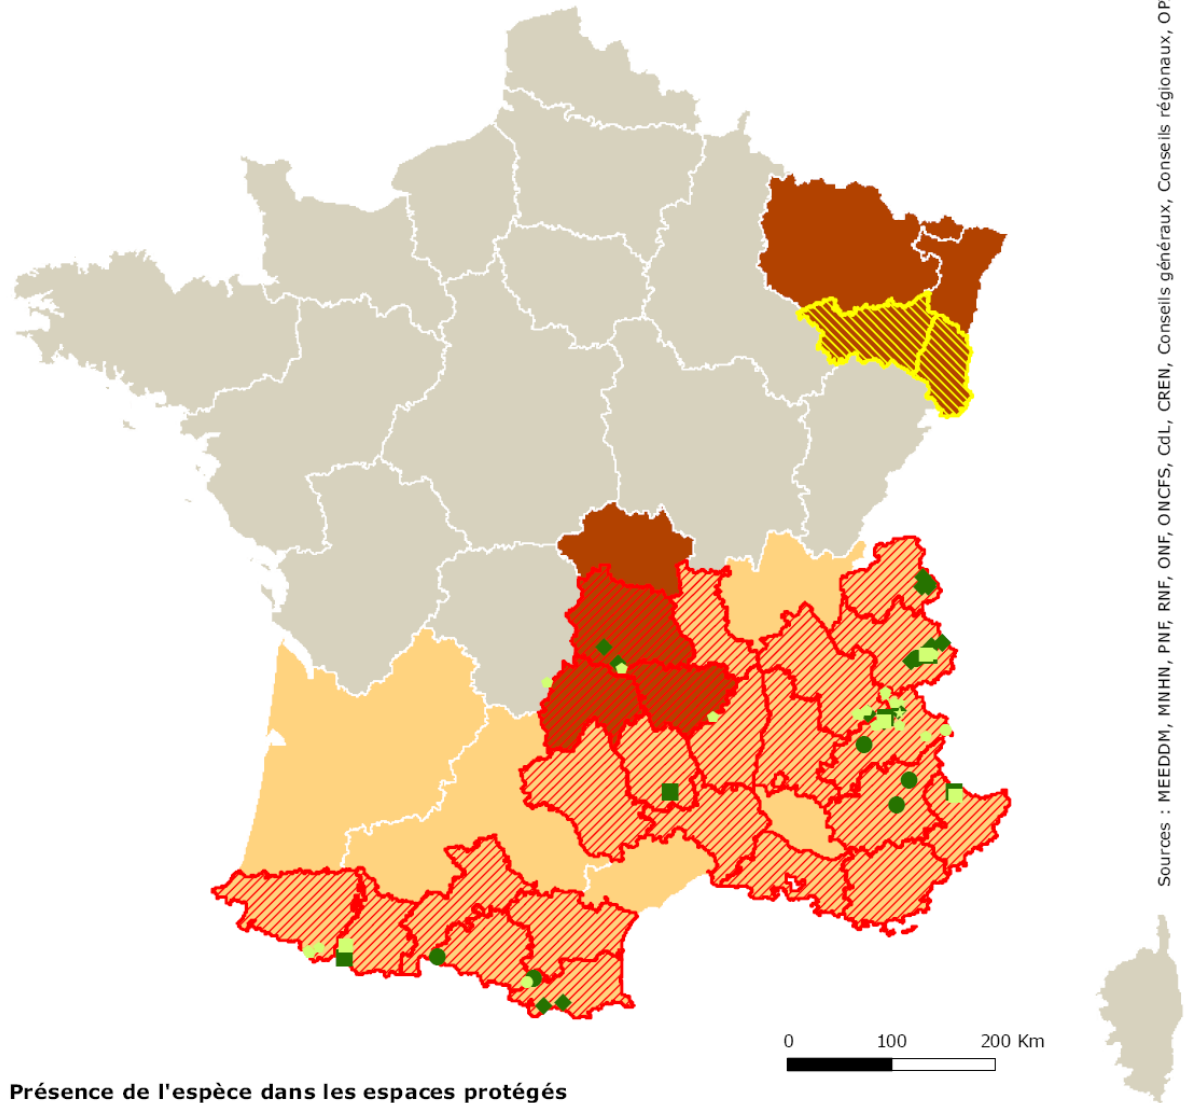 Sources : MEEDDM, MNHN, PNF, RNF, ONF, ONCFS, CdL, CREN, Conseils généraux, Conseils régionaux,
0 100 200 Km
Présence de l'espèce dans les espaces protégés